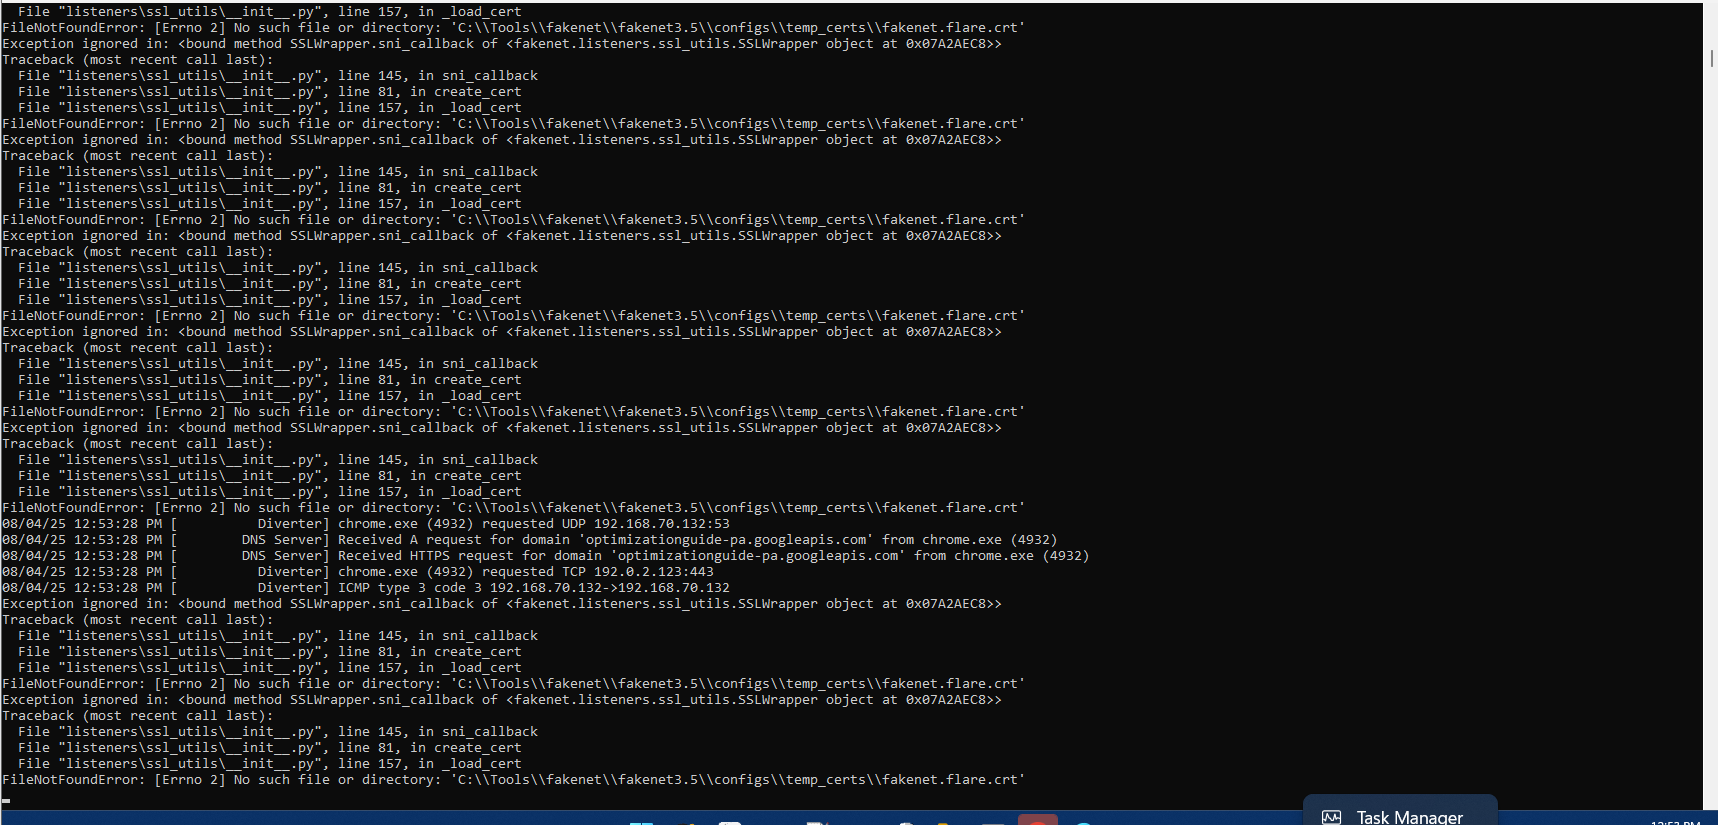 File "listeners\ssl_utils\__init__.py", line 157, in _load_cert
FileNotFoundError: [Errno 2] No such file or directory: 'C:\\Tools\\fakenet\\fakenet3.5\\configs\\temp_certs\\fakenet.flare.crt'
Exception ignored in: <bound method SSLWrapper.sni_callback of <fakenet.listeners.ssl_utils.SSLWrapper object at 0x07A2AEC8>>
Traceback (most recent call last):
  File "listeners\ssl_utils\__init__.py", line 145, in sni_callback
  File "listeners\ssl_utils\__init__.py", line 81, in create_cert
  File "listeners\ssl_utils\__init__.py", line 157, in _load_cert
FileNotFoundError: [Errno 2] No such file or directory: 'C:\\Tools\\fakenet\\fakenet3.5\\configs\\temp_certs\\fakenet.flare.crt'
Exception ignored in: <bound method SSLWrapper.sni_callback of <fakenet.listeners.ssl_utils.SSLWrapper object at 0x07A2AEC8>>
Traceback (most recent call last):
  File "listeners\ssl_utils\__init__.py", line 145, in sni_callback
  File "listeners\ssl_utils\__init__.py", line 81, in create_cert
  File "listeners\ssl_utils\__init__.py", line 157, in _load_cert
FileNotFoundError: [Errno 2] No such file or directory: 'C:\\Tools\\fakenet\\fakenet3.5\\configs\\temp_certs\\fakenet.flare.crt'
Exception ignored in: <bound method SSLWrapper.sni_callback of <fakenet.listeners.ssl_utils.SSLWrapper object at 0x07A2AEC8>>
Traceback (most recent call last):
  File "listeners\ssl_utils\__init__.py", line 145, in sni_callback
  File "listeners\ssl_utils\__init__.py", line 81, in create_cert
  File "listeners\ssl_utils\__init__.py", line 157, in _load_cert
FileNotFoundError: [Errno 2] No such file or directory: 'C:\\Tools\\fakenet\\fakenet3.5\\configs\\temp_certs\\fakenet.flare.crt'
Exception ignored in: <bound method SSLWrapper.sni_callback of <fakenet.listeners.ssl_utils.SSLWrapper object at 0x07A2AEC8>>
Traceback (most recent call last):
  File "listeners\ssl_utils\__init__.py", line 145, in sni_callback
  File "listeners\ssl_utils\__init__.py", line 81, in create_cert
  File "listeners\ssl_utils\__init__.py", line 157, in _load_cert
FileNotFoundError: [Errno 2] No such file or directory: 'C:\\Tools\\fakenet\\fakenet3.5\\configs\\temp_certs\\fakenet.flare.crt'
Exception ignored in: <bound method SSLWrapper.sni_callback of <fakenet.listeners.ssl_utils.SSLWrapper object at 0x07A2AEC8>>
Traceback (most recent call last):
  File "listeners\ssl_utils\__init__.py", line 145, in sni_callback
  File "listeners\ssl_utils\__init__.py", line 81, in create_cert
  File "listeners\ssl_utils\__init__.py", line 157, in _load_cert
FileNotFoundError: [Errno 2] No such file or directory: 'C:\\Tools\\fakenet\\fakenet3.5\\configs\\temp_certs\\fakenet.flare.crt'
08/04/25 12:53:28 PM [          Diverter] chrome.exe (4932) requested UDP 192.168.70.132:53
08/04/25 12:53:28 PM [        DNS Server] Received A request for domain 'optimizationguide-pa.googleapis.com' from chrome.exe (4932)
08/04/25 12:53:28 PM [        DNS Server] Received HTTPS request for domain 'optimizationguide-pa.googleapis.com' from chrome.exe (4932)
08/04/25 12:53:28 PM [          Diverter] chrome.exe (4932) requested TCP 192.0.2.123:443
08/04/25 12:53:28 PM [          Diverter] ICMP type 3 code 3 192.168.70.132->192.168.70.132
Exception ignored in: <bound method SSLWrapper.sni_callback of <fakenet.listeners.ssl_utils.SSLWrapper object at 0x07A2AEC8>>
Traceback (most recent call last):
  File "listeners\ssl_utils\__init__.py", line 145, in sni_callback
  File "listeners\ssl_utils\__init__.py", line 81, in create_cert
  File "listeners\ssl_utils\__init__.py", line 157, in _load_cert
FileNotFoundError: [Errno 2] No such file or directory: 'C:\\Tools\\fakenet\\fakenet3.5\\configs\\temp_certs\\fakenet.flare.crt'
Exception ignored in: <bound method SSLWrapper.sni_callback of <fakenet.listeners.ssl_utils.SSLWrapper object at 0x07A2AEC8>>
Traceback (most recent call last):
  File "listeners\ssl_utils\__init__.py", line 145, in sni_callback
  File "listeners\ssl_utils\__init__.py", line 81, in create_cert
  File "listeners\ssl_utils\__init__.py", line 157, in _load_cert
FileNotFoundError: [Errno 2] No such file or directory: 'C:\\Tools\\fakenet\\fakenet3.5\\configs\\temp_certs\\fakenet.flare.crt'
Task Manager
12:53 PM